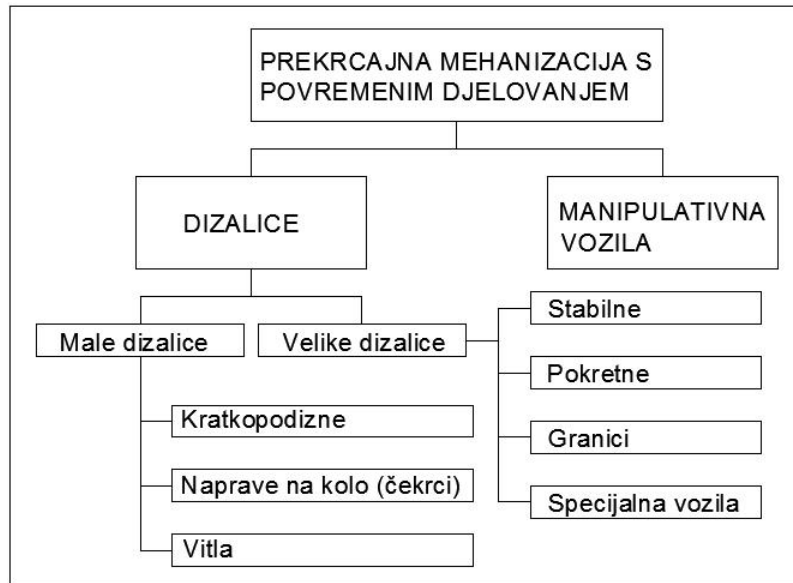 PREKRCAJNA MEHANIZACIJA S
POVREMENIM DJELOVANJEM
DIZALICE
MANIPULATIVNA
VOZILA
Male dizalice
Velike dizalice
Stabilne
Pokretne
Granici
Specijalna vozila
Kratkopodizne
Naprave na kolo (čekrci)
Vitla